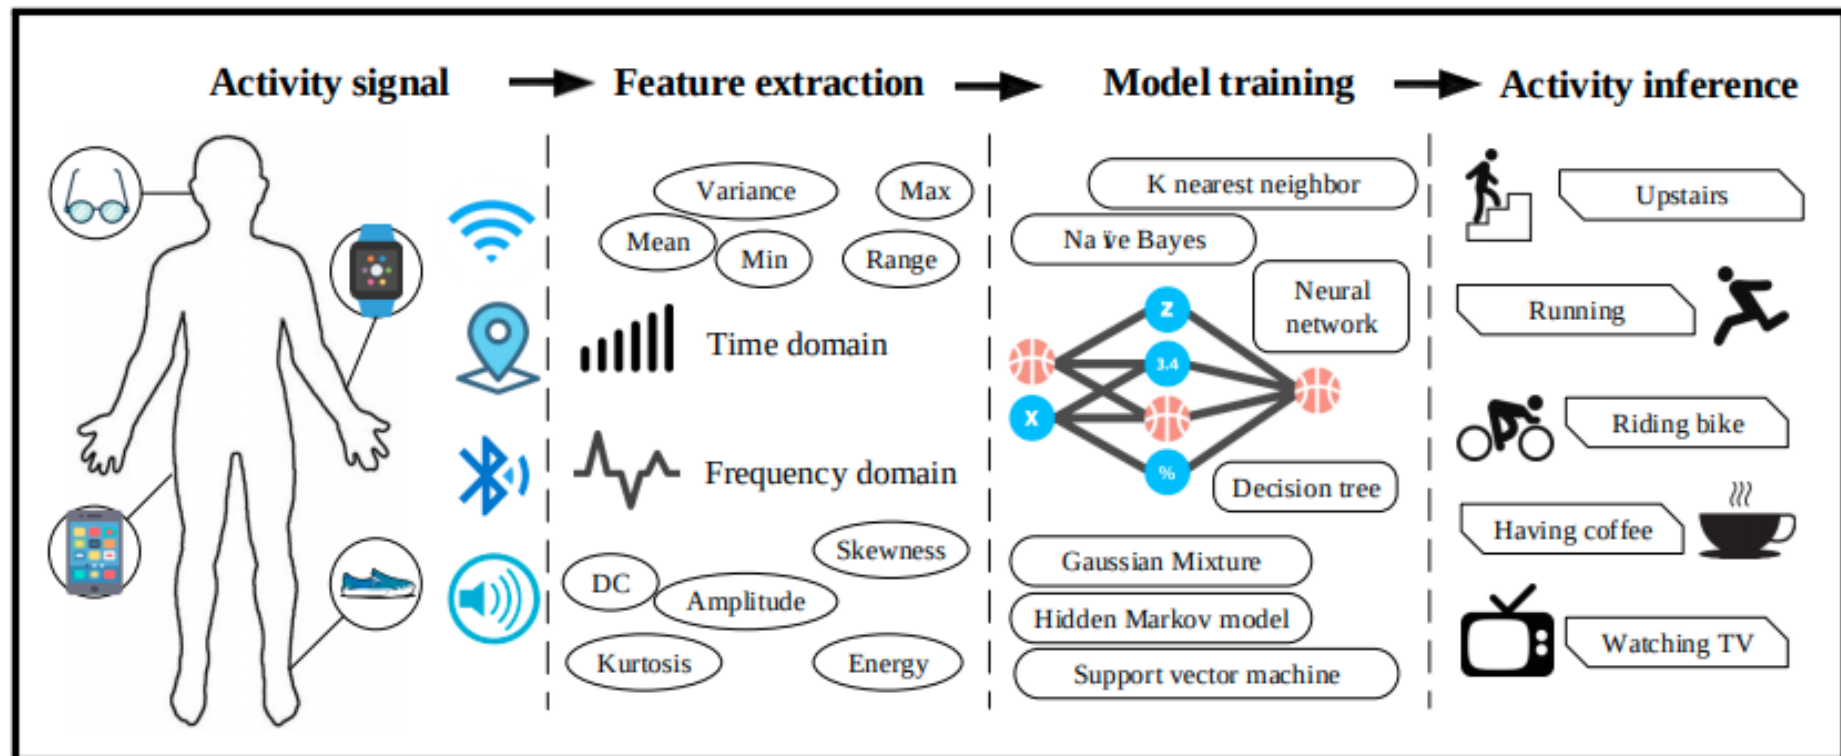 Activity signal
Feature extraction
Model training
Activity inference
Variance
Max
Mean
Min
Range
Time domain
Frequency domain
Skewness
DC
Amplitude
Kurtosis
Energy
K nearest neighbor
Na ïve Bayes
Neural
network
Z
3.4
X
%
Decision tree
Gaussian Mixture
Hidden Markov model
Support vector machine
Upstairs
Running
Riding bike
Having coffee
Watching TV